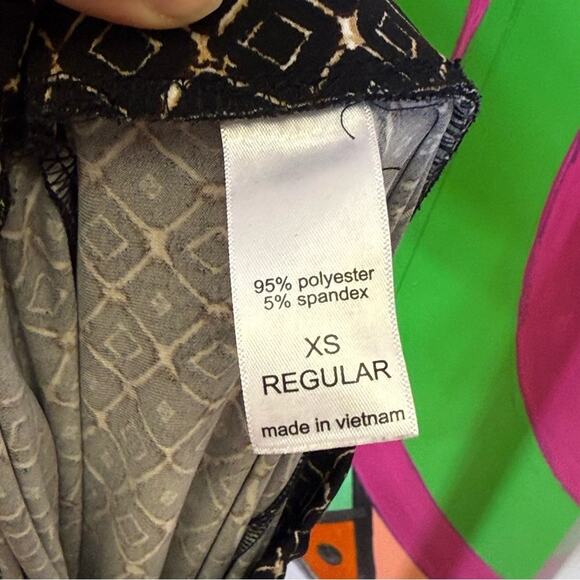 95% polyester
5% spandex
XS
REGULAR
made in vietnam